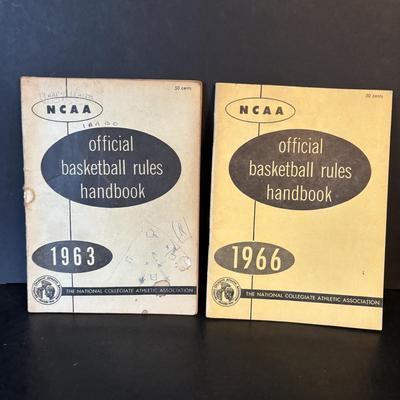 50 cents
NCAA
official
basketball rules
handbook
1963
THE NATIONAL COLLEGIATE ATHLETIC ASSOCIATION
50 cents
NCAA
official
basketball rules
handbook
1966
THE NATIONAL COLLEGIATE ATHLETIC ASSOCIATION